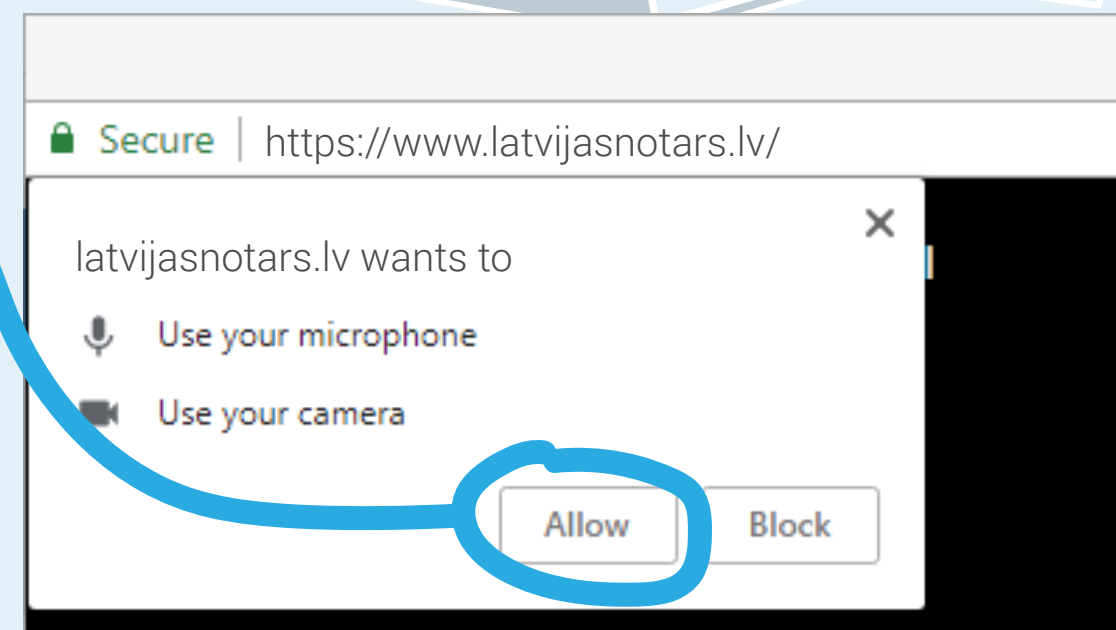 Secure | https://www.latvijasnotars.lv/
latvijasnotars.lv wants to
Use your microphone
Use your camera
Allow Block